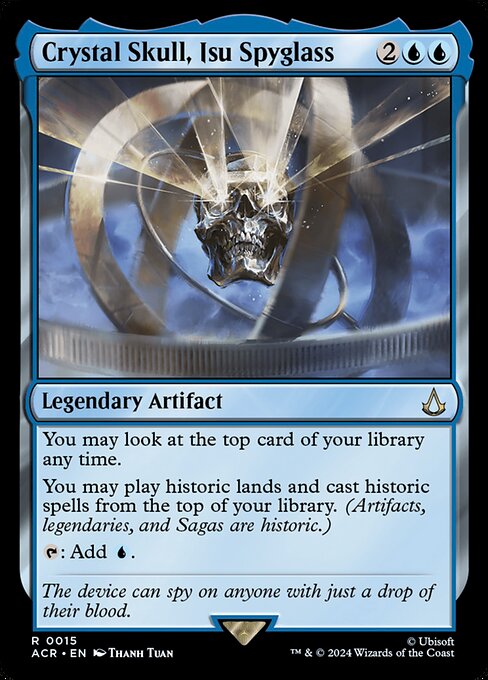 Crystal Skull, Isu Spyglass 2
Legendary Artifact
You may look at the top card of your library
any time.
You may play historic lands and cast historic
spells from the top of your library. (Artifacts,
legendaries, and Sagas are historic.)
: Add .
The device can spy on anyone with just a drop of
their blood.
R 0015
ACR • EN Thanh Tuan
© Ubisoft
™ & © 2024 Wizards of the Coast